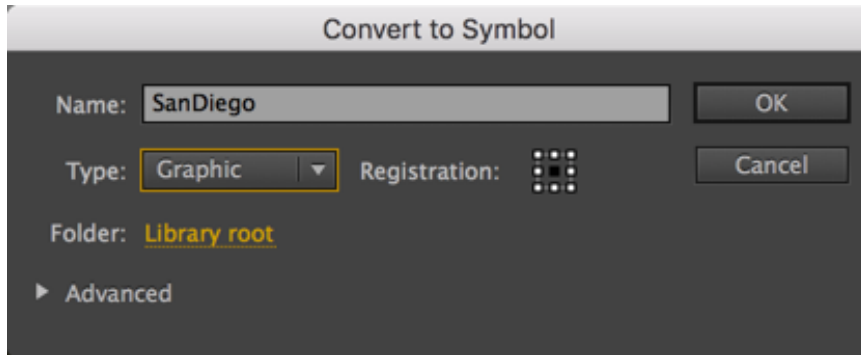 Convert to Symbol
Name: SanDiego OK
Type: Graphic Registration: Cancel
Folder: Library root
Advanced